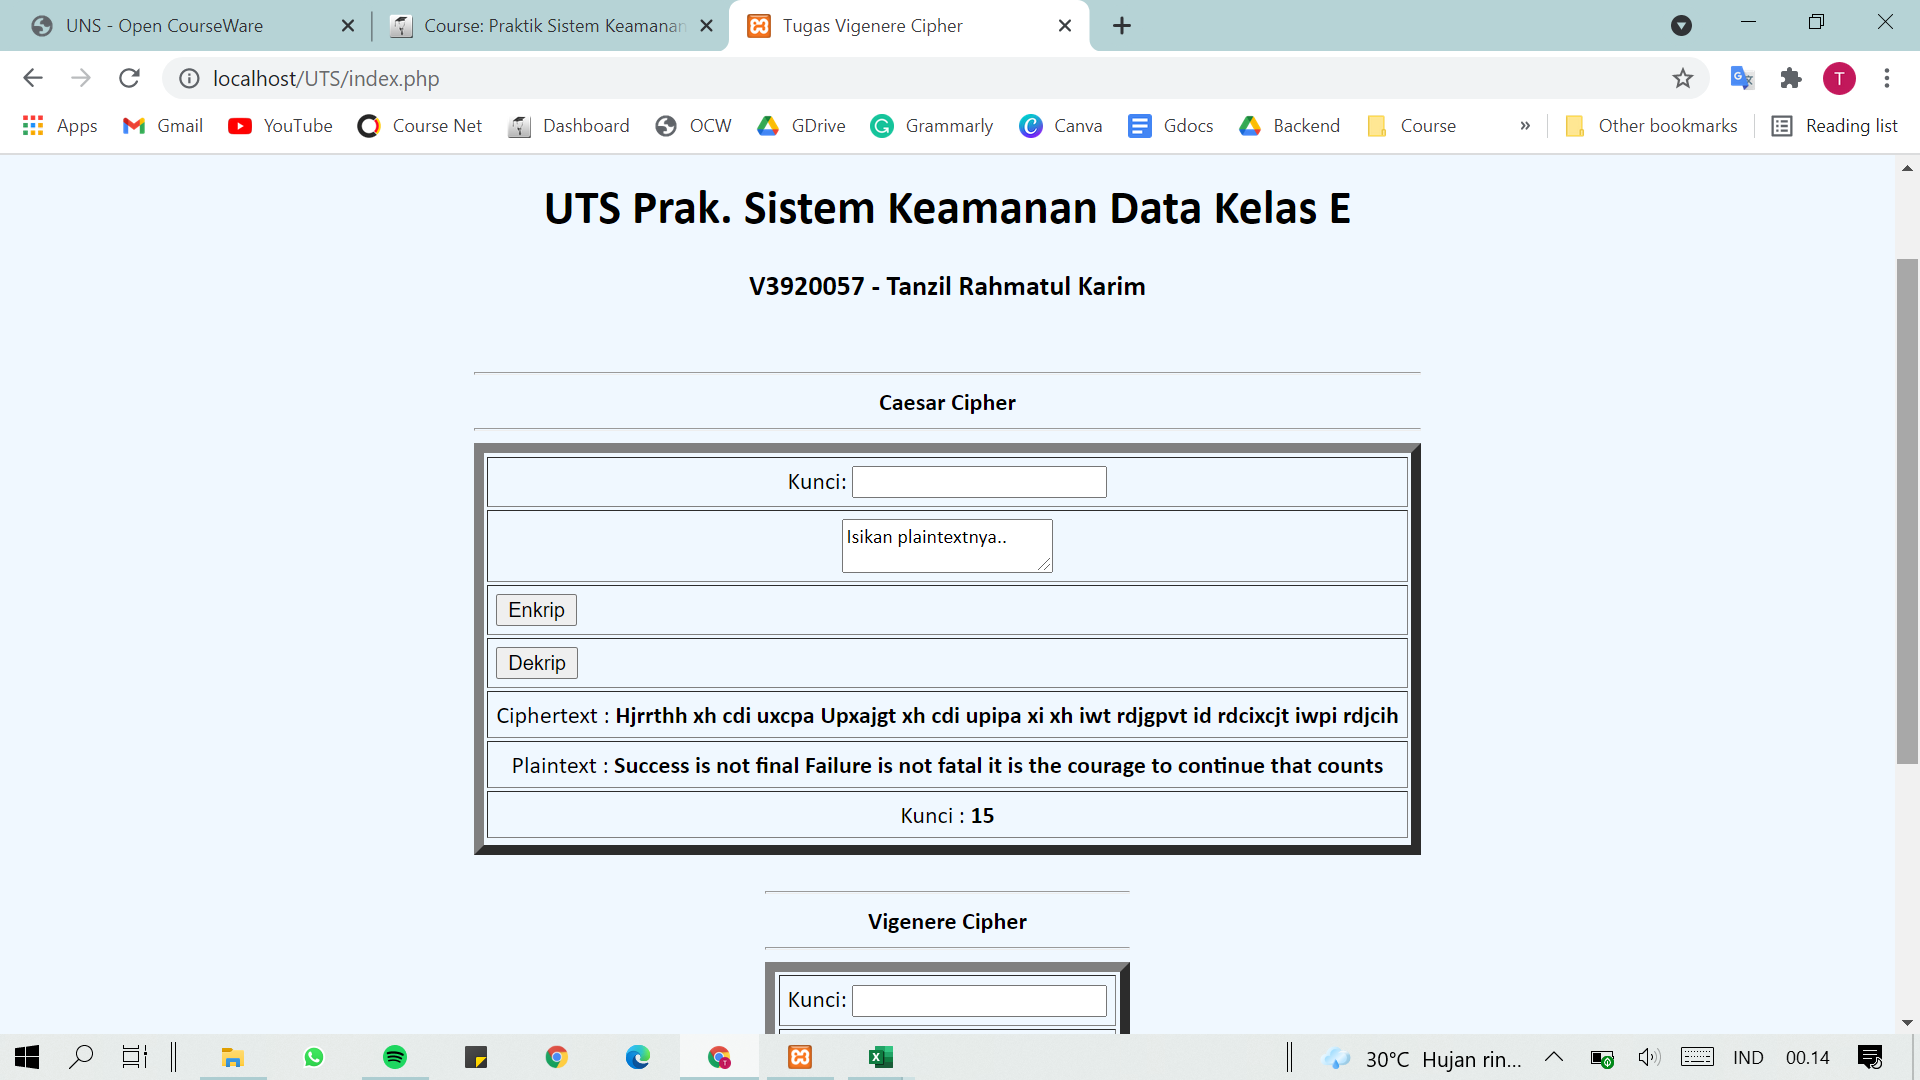 UNS - Open CourseWare
Course: Praktik Sistem Keamanan
Tugas Vigenere Cipher
localhost/UTS/index.php
T
Apps Gmail YouTube Course Net Dashboard OCW GDrive Grammarly Canva Gdocs Backend Course » Other bookmarks Reading list
UTS Prak. Sistem Keamanan Data Kelas E
V3920057 - Tanzil Rahmatul Karim
Caesar Cipher
Kunci:
Isikan plaintextnya..
Enkrip
Dekrip
Ciphertext : Hjrrthh xh cdi uxcpa Upxajgt xh cdi upipa xi xh iwt rdjgpvt id rdcixcjt iwpi rdjcih
Plaintext : Success is not final Failure is not fatal it is the courage to continue that counts
Kunci : 15
Vigenere Cipher
Kunci:
30°C Hujan rin... IND 00.14